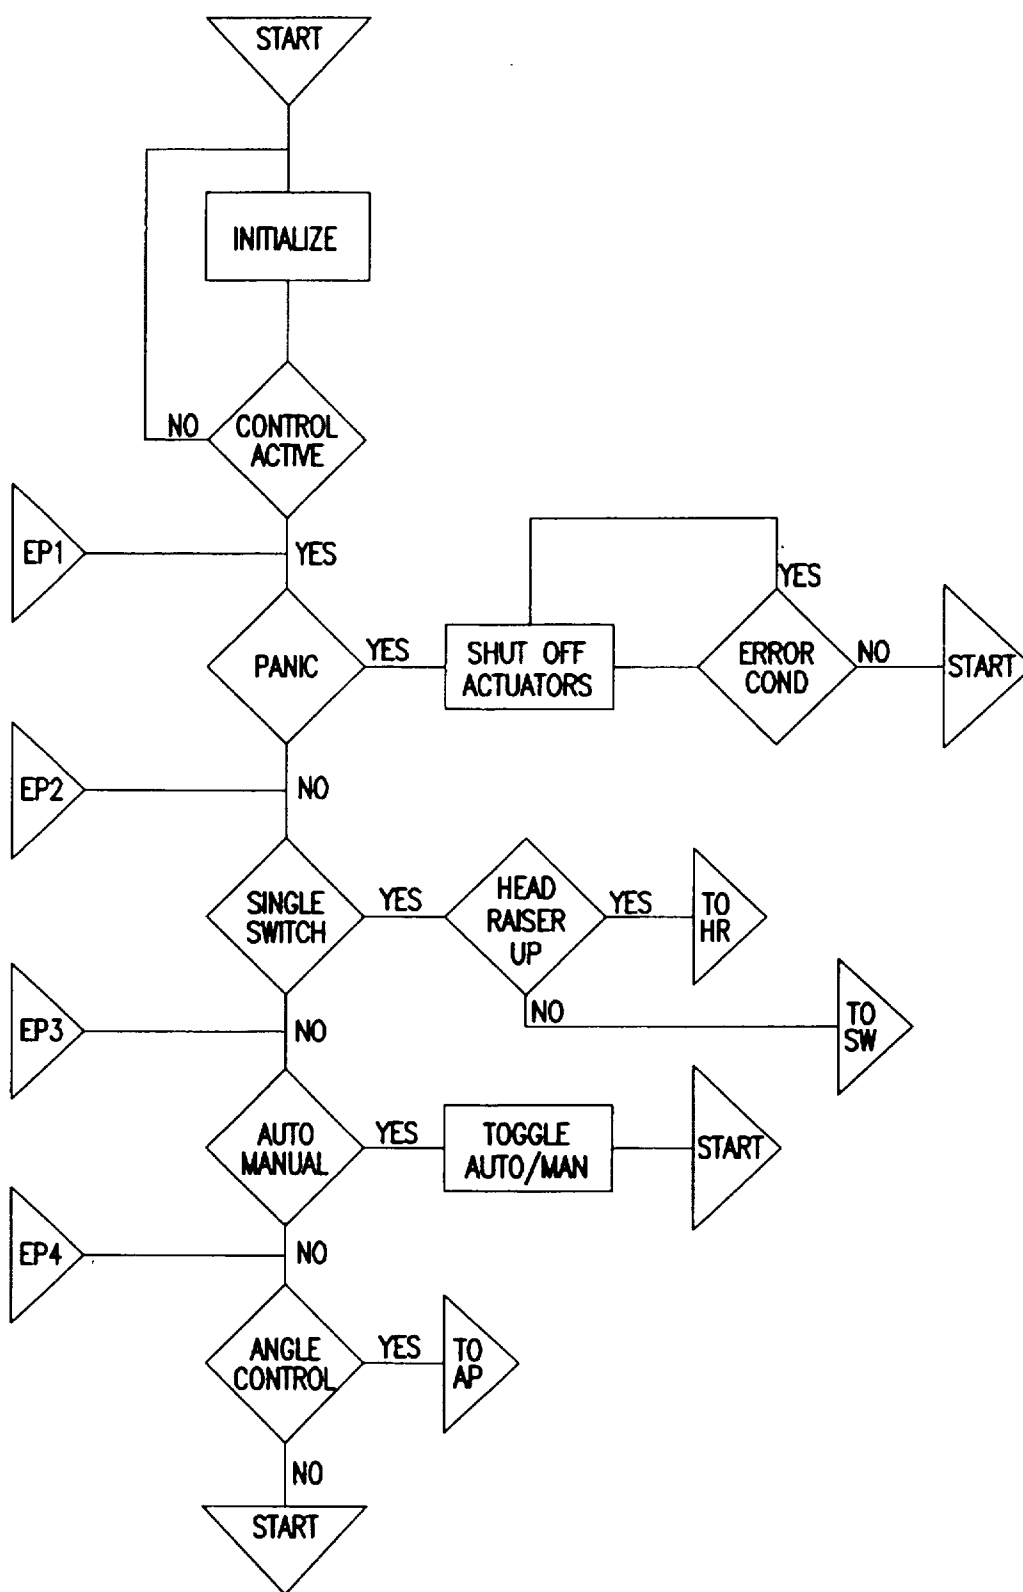 START
INITIALIZE
NO
CONTROL
ACTIVE
EP1
YES
YES
PANIC
YES
SHUT OFF
ACTUATORS
ERROR
COND
NO
START
EP2
NO
SINGLE
SWITCH
YES
HEAD
RAISER
UP
YES
TO
HR
NO
TO
SW
EP3
NO
AUTO
MANUAL
YES
TOGGLE
AUTO/MAN
START
EP4
NO
ANGLE
CONTROL
YES
TO
AP
NO
START